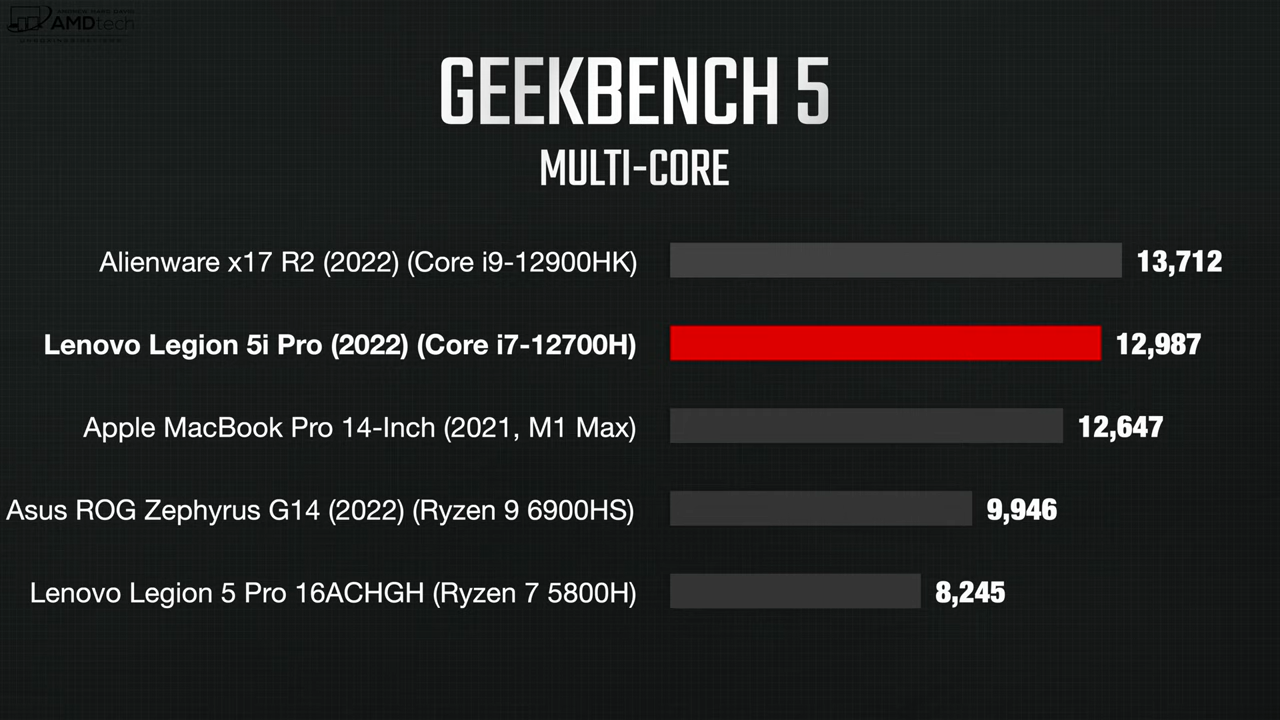 AMDtech
GEEKBENCH 5
MULTI-CORE
Alienware x17 R2 (2022) (Core i9-12900HK) 13,712
Lenovo Legion 5i Pro (2022) (Core i7-12700H) 12,987
Apple MacBook Pro 14-Inch (2021, M1 Max) 12,647
Asus ROG Zephyrus G14 (2022) (Ryzen 9 6900HS) 9,946
Lenovo Legion 5 Pro 16ACHGH (Ryzen 7 5800H) 8,245